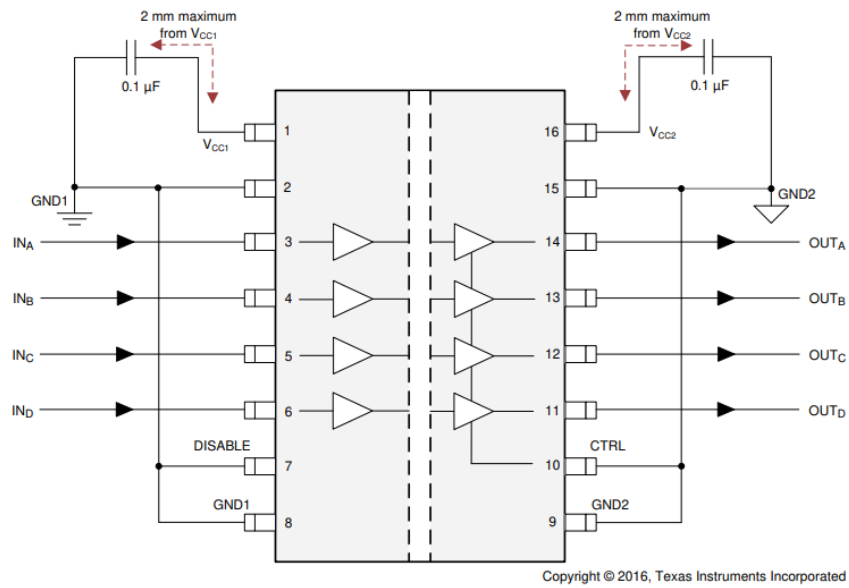 2 mm maximum
from VCC1
2 mm maximum
from VCC2
0.1 µF
0.1 µF
VCC1
1
16
VCC2
GND1
2
15
GND2
INA
3
14
OUTA
INB
4
13
OUTB
INC
5
12
OUTC
IND
6
11
OUTD
DISABLE
7
10
CTRL
GND1
8
9
GND2
Copyright © 2016, Texas Instruments Incorporated